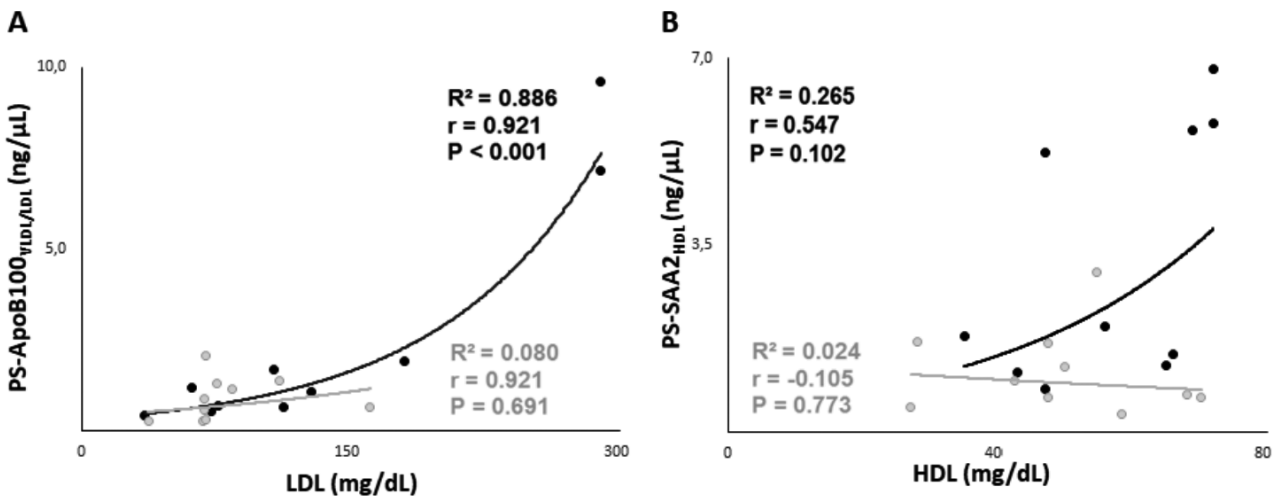 A
PS-ApoB100VLDL/LDL (ng/µL)
10,0
5,0
R² = 0.886
r = 0.921
P < 0.001
R² = 0.080
r = 0.921
P = 0.691
0
150
300
LDL (mg/dL)
B
PS-SAA2HDL (ng/µL)
7,0
3,5
R² = 0.265
r = 0.547
P = 0.102
R² = 0.024
r = -0.105
P = 0.773
0
40
80
HDL (mg/dL)